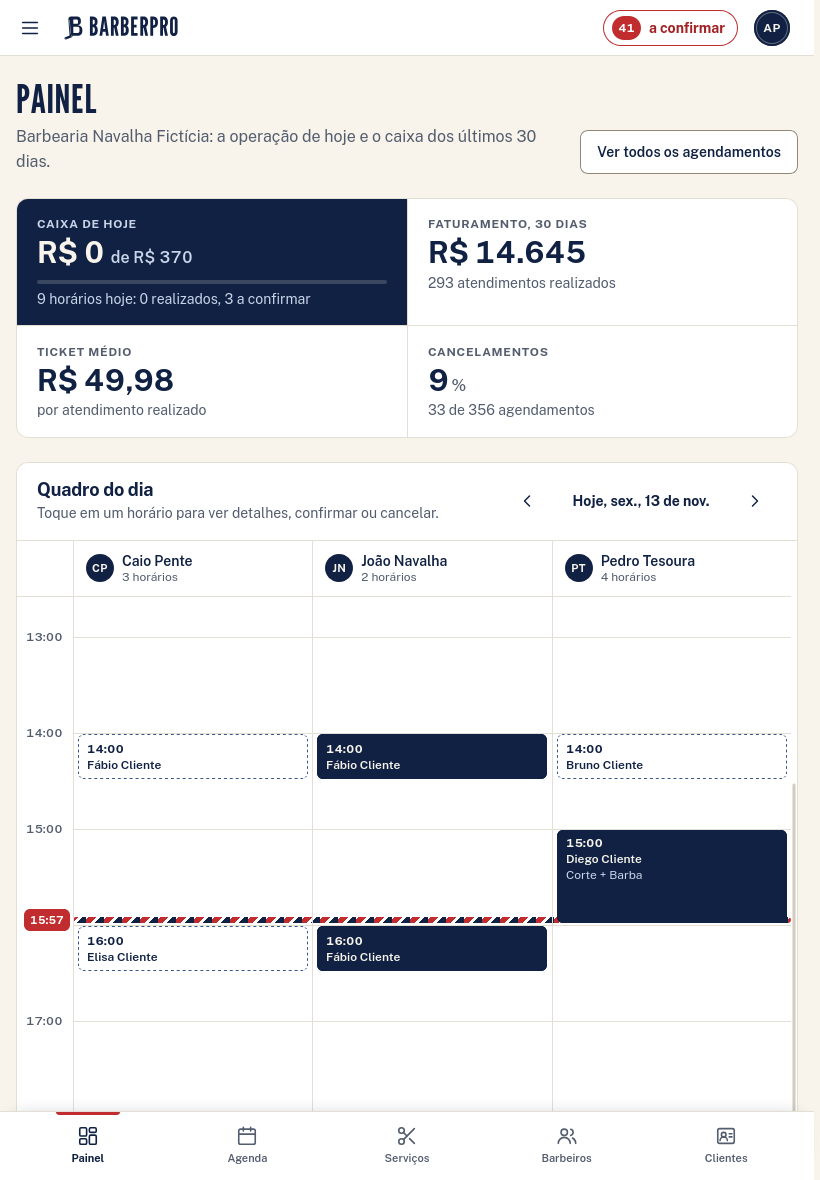 BARBERPRO
41 a confirmar
AP
PAINEL
Barbearia Navalha Fictícia: a operação de hoje e o caixa dos últimos 30
dias.
Ver todos os agendamentos
CAIXA DE HOJE
R$ 0 de R$ 370
9 horários hoje: 0 realizados, 3 a confirmar
FATURAMENTO, 30 DIAS
R$ 14.645
293 atendimentos realizados
TICKET MÉDIO
R$ 49,98
por atendimento realizado
CANCELAMENTOS
9 %
33 de 356 agendamentos
Quadro do dia
Toque em um horário para ver detalhes, confirmar ou cancelar.
Hoje, sex., 13 de nov.
CP
Caio Pente
3 horários
JN
João Navalha
2 horários
PT
Pedro Tesoura
4 horários
13:00
14:00
14:00
Fábio Cliente
14:00
Fábio Cliente
14:00
Bruno Cliente
15:00
15:00
Diego Cliente
Corte + Barba
15:57
16:00
Elisa Cliente
16:00
Fábio Cliente
17:00
Painel
Agenda
Serviços
Barbeiros
Clientes